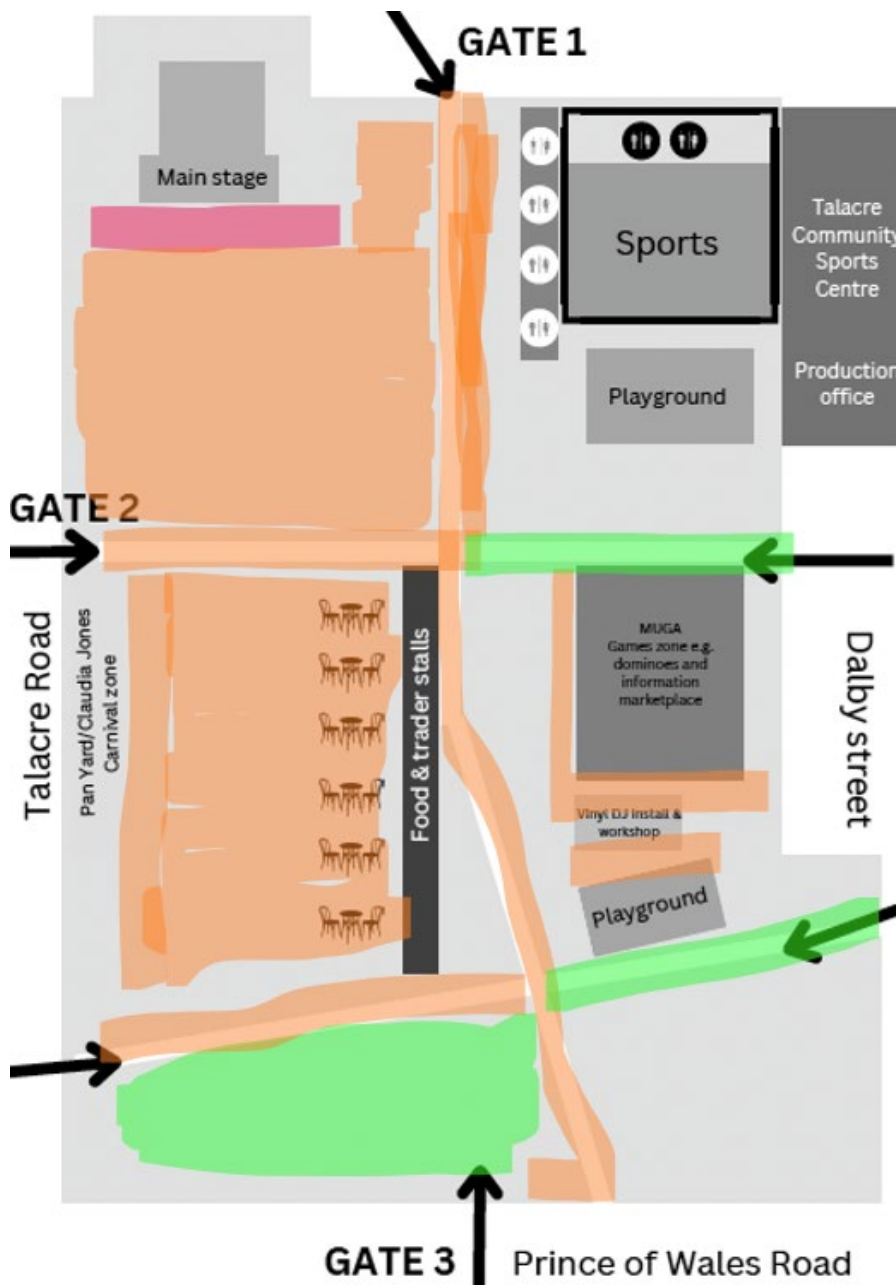 GATE 1
Main stage
Sports
Talacre
Community
Sports
Centre
Playground
Production
office
GATE 2
Talacre Road
Pan Yard/Claudia Jones
Carnival zone
Food & trader stalls
MUGA
Games zone e.g.
dominoes and
information
marketplace
Dalby street
Vinyl DJ install &
workshop
Playground
GATE 3
Prince of Wales Road